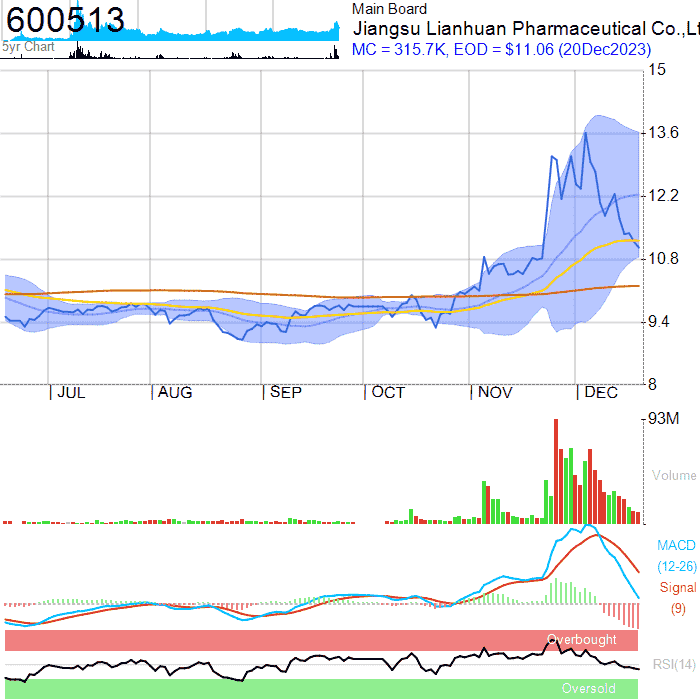 600513
5yr Chart
Main Board
Jiangsu Lianhuan Pharmaceutical Co.,Lt
MC = 315.7K, EOD = $11.06 (20Dec2023)
15
13.6
12.2
10.8
9.4
8
JUL AUG SEP OCT NOV DEC
93M
Volume
MACD
(12-26)
Signal
(9)
Overbought
RSI(14)
Oversold